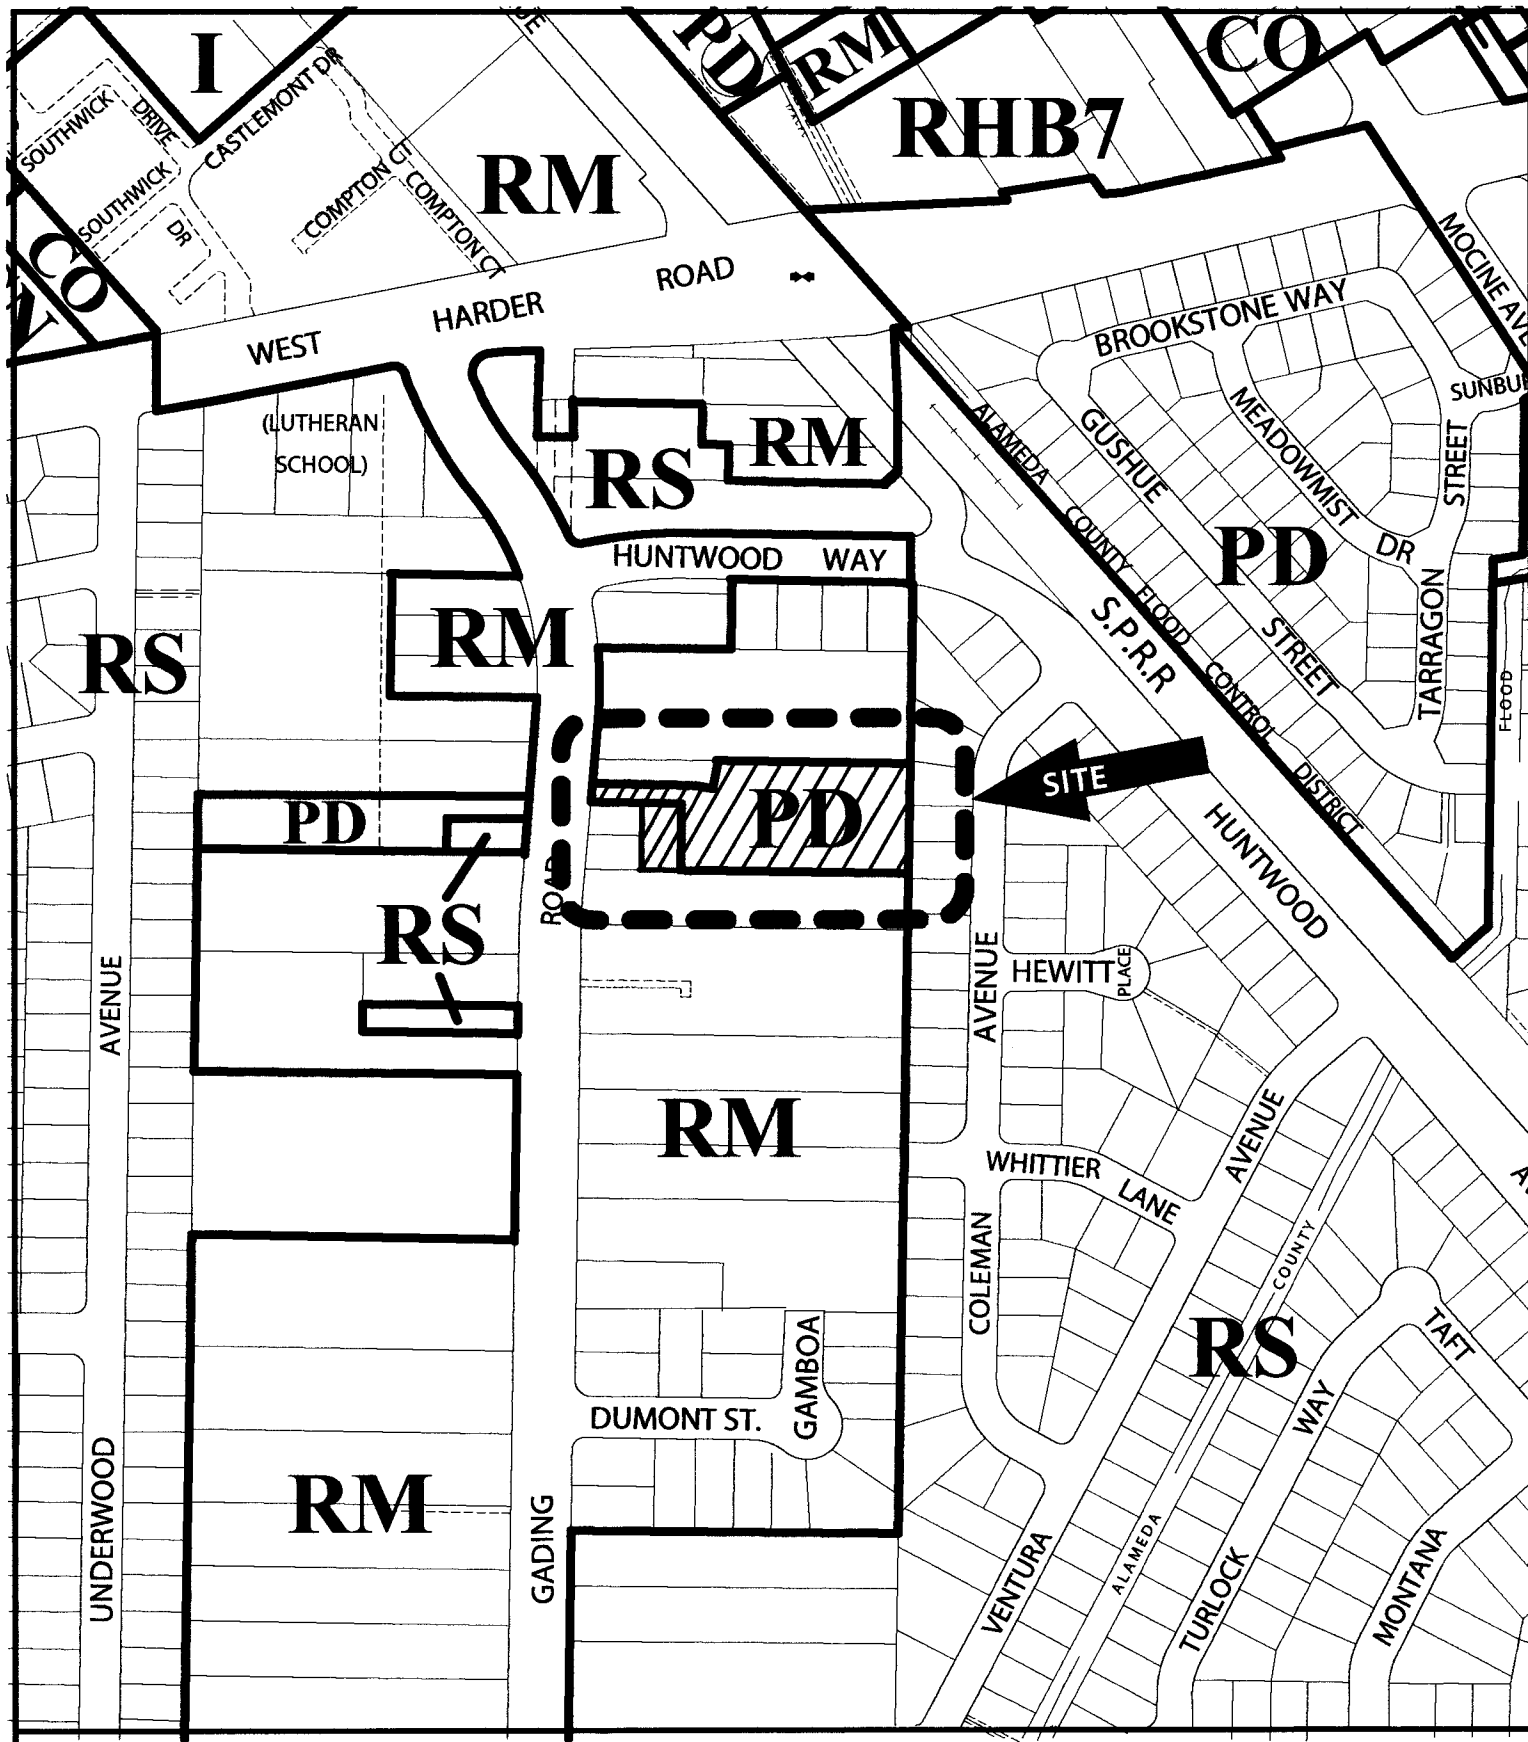 I
UE
PD
RM
CO
RHB7
SOUTHWICK
DRIVE
CASTLEMONT DR
SOUTHWICK
DR
COMPTON CT
COMPTON CT
RM
CO
WEST HARDER ROAD
MOCINE AVE
BROOKSTONE WAY
(LUTHERAN
SCHOOL)
RS
RM
ALAMEDA COUNTY FLOOD CONTROL DISTRICT
GUSHUE STREET
MEADOWMIST DR
TARRAGON STREET
PD
HUNTWOOD WAY
S.P.R.R
RS
RM
FLOOD
SITE
PD
PD
HUNTWOOD
RS
ROAD
AVENUE
AVENUE
HEWITT
PLACE
RM
WHITTIER LANE
AVENUE
COLEMAN
COUNTY
RS
TAFT
WAY
GAMBOA
DUMONT ST.
RM
UNDERWOOD
GADING
VENTURA
ALAMEDA
TURLOCK
MONTANA